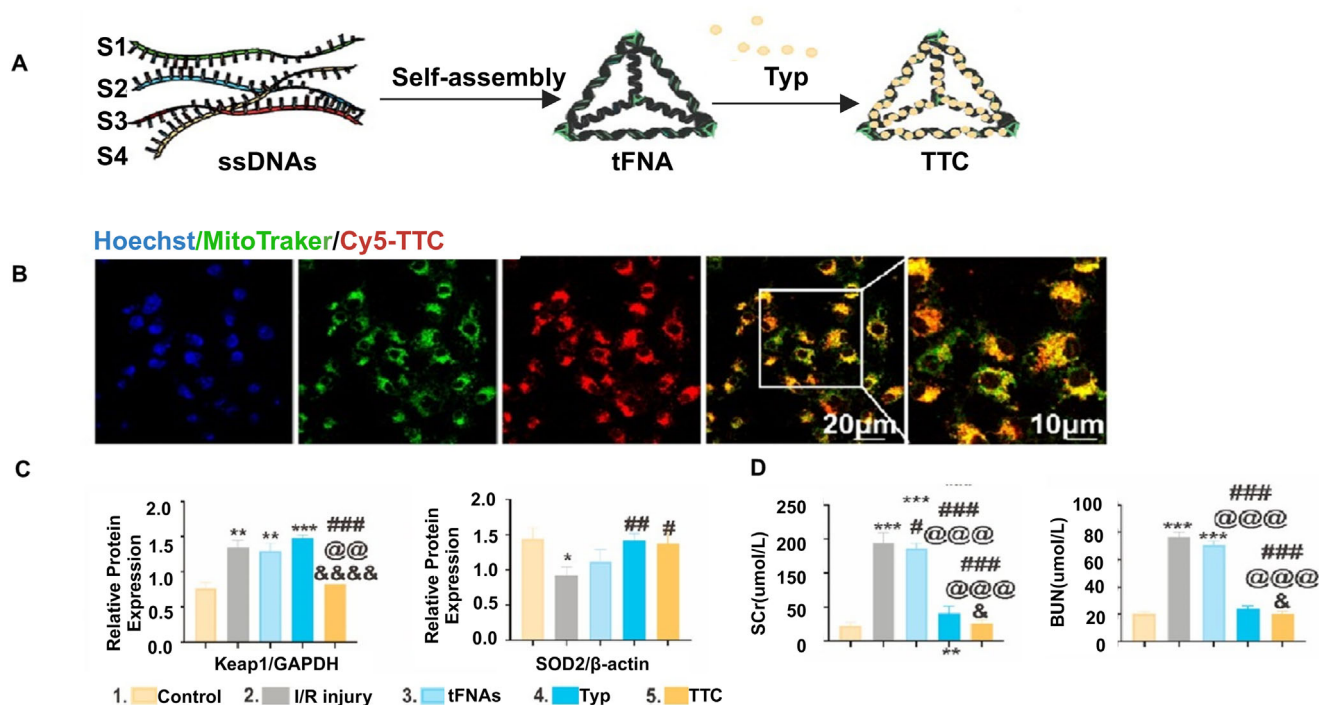 A
S1
S2
S3
S4
ssDNAs
Self-assembly
tFNA
Typ
TTC
Hoechst/MitoTraker/Cy5-TTC
B
20μm
10μm
C
Relative Protein
Expression
2.0
1.5
1.0
0.5
0.0
**
**
***
###
@@
&&&&
Keap1/GAPDH
Relative Protein
Expression
2.0
1.5
1.0
0.5
0.0
*
##
#
SOD2/β-actin
D
SCr(umol/L)
250
200
150
100
50
0
***
***
#
###
@@@
**
###
@@@
&
BUN(umol/L)
100
80
60
40
20
0
***
***
###
@@@
###
@@@
&
1. Control
2. I/R injury
3. tFNAs
4. Typ
5. TTC